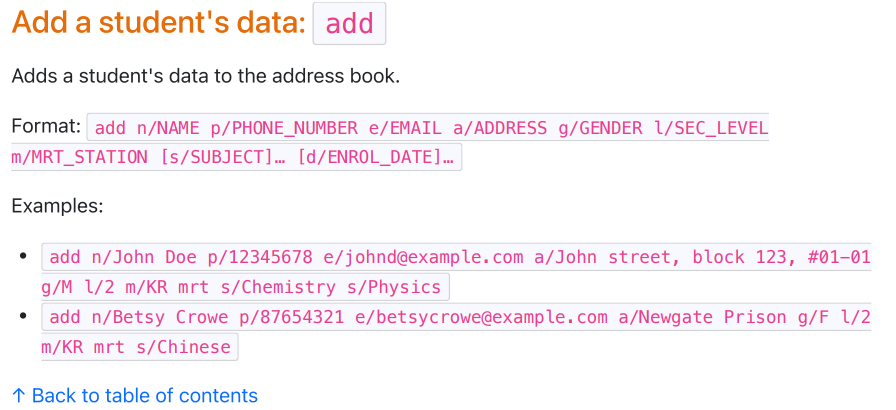 Add a student's data: add
Adds a student's data to the address book.
Format: add n/NAME p/PHONE_NUMBER e/EMAIL a/ADDRESS g/GENDER l/SEC_LEVEL
m/MRT_STATION [s/SUBJECT]… [d/ENROL_DATE]…
Examples:
• add n/John Doe p/12345678 e/johnd@example.com a/John street, block 123, #01-01
g/M l/2 m/KR mrt s/Chemistry s/Physics
• add n/Betsy Crowe p/87654321 e/betsycrowe@example.com a/Newgate Prison g/F l/2
m/KR mrt s/Chinese
↑ Back to table of contents